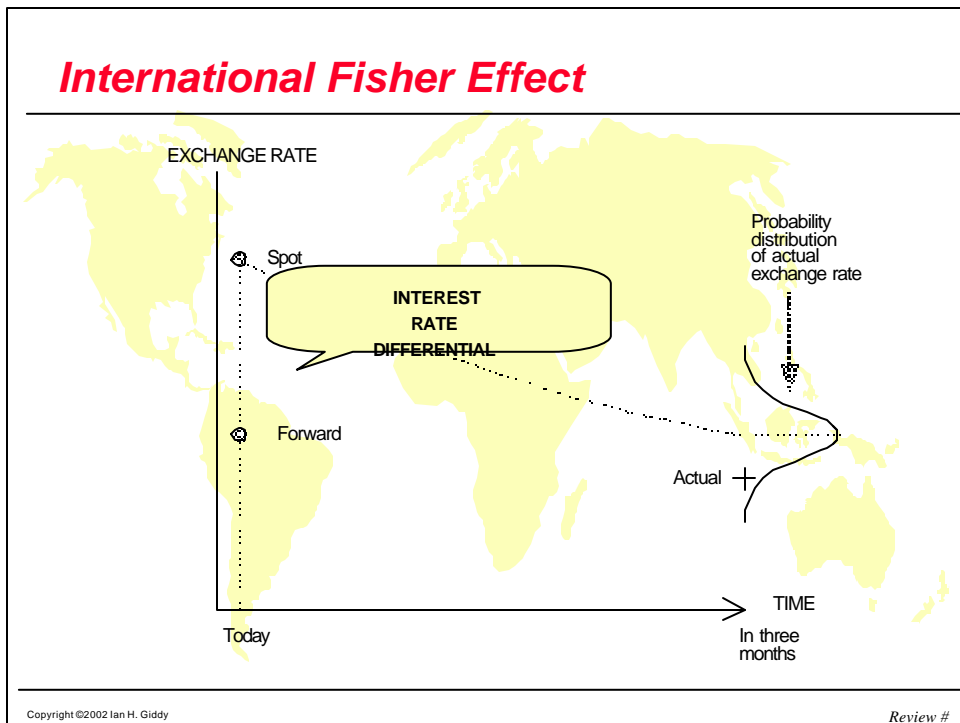 International Fisher Effect
EXCHANGE RATE
Probability
distribution
of actual
exchange rate
Spot
INTEREST
RATE
DIFFERENTIAL
Forward
Actual
TIME
Today
In three
months
Copyright ©2002 Ian H. Giddy
Review #